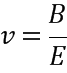 v = B/E